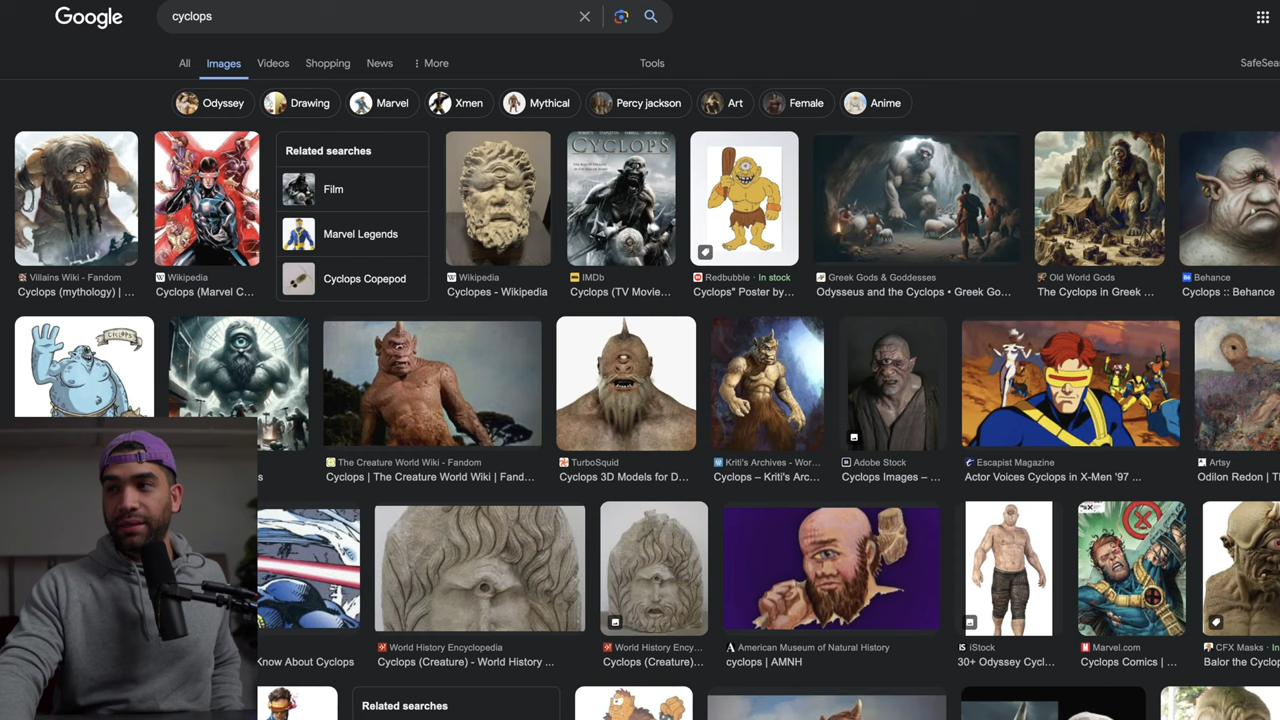 Google
cyclops
All
Images
Videos
Shopping
News
More
Tools
SafeSea
Odyssey
Drawing
Marvel
Xmen
Mythical
Percy jackson
Art
Female
Anime
Related searches
Film
Marvel Legends
Cyclops Copepod
CYCLOPS
Villains Wiki - Fandom
Cyclops (mythology) | ...
Wikipedia
Cyclops (Marvel C...
Wikipedia
Cyclopes - Wikipedia
IMDb
Cyclops (TV Movie...
Redbubble · In stock
Cyclops" Poster by...
Greek Gods & Goddesses
Odysseus and the Cyclops • Greek Go...
Old World Gods
The Cyclops in Greek ...
Behance
Cyclops :: Behance
CYCLOPS
s
The Creature World Wiki - Fandom
Cyclops | The Creature World Wiki | Fand...
TurboSquid
Cyclops 3D Models for D...
Kriti's Archives - Wor...
Cyclops – Kriti's Arc...
Adobe Stock
Cyclops Images – ...
Escapist Magazine
Actor Voices Cyclops in X-Men '97 ...
Artsy
Odilon Redon | T
Know About Cyclops
World History Encyclopedia
Cyclops (Creature) - World History ...
World History Ency...
Cyclops (Creature)...
American Museum of Natural History
cyclops | AMNH
iStock
30+ Odyssey Cycl...
Marvel.com
Cyclops Comics | ...
CFX Masks · In
Balor the Cyclop
Related searches